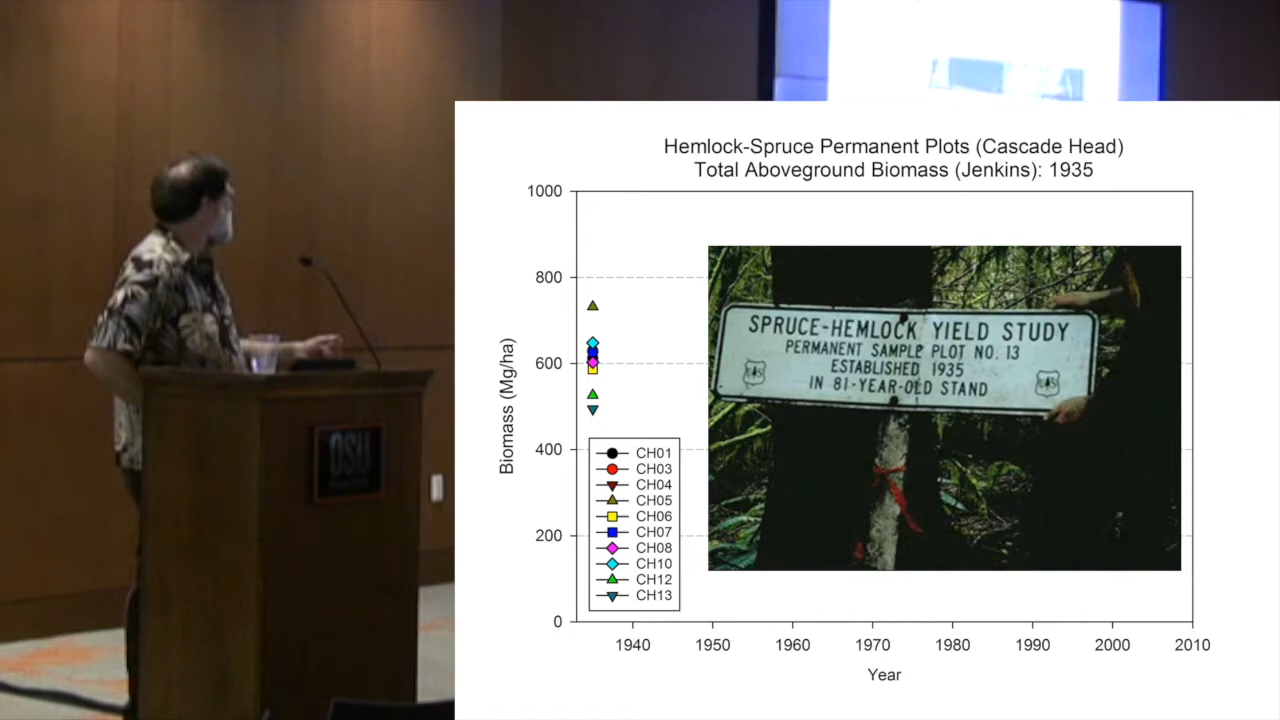 Hemlock-Spruce Permanent Plots (Cascade Head)
Total Aboveground Biomass (Jenkins): 1935
1000
800
600
400
200
0
Biomass (Mg/ha)
CH01
CH03
CH04
CH05
CH06
CH07
CH08
CH10
CH12
CH13
SPRUCE-HEMLOCK YIELD STUDY
PERMANENT SAMPLE PLOT NO. 13
ESTABLISHED 1935
IN 81-YEAR-OLD STAND
1940 1950 1960 1970 1980 1990 2000 2010
Year
OSU